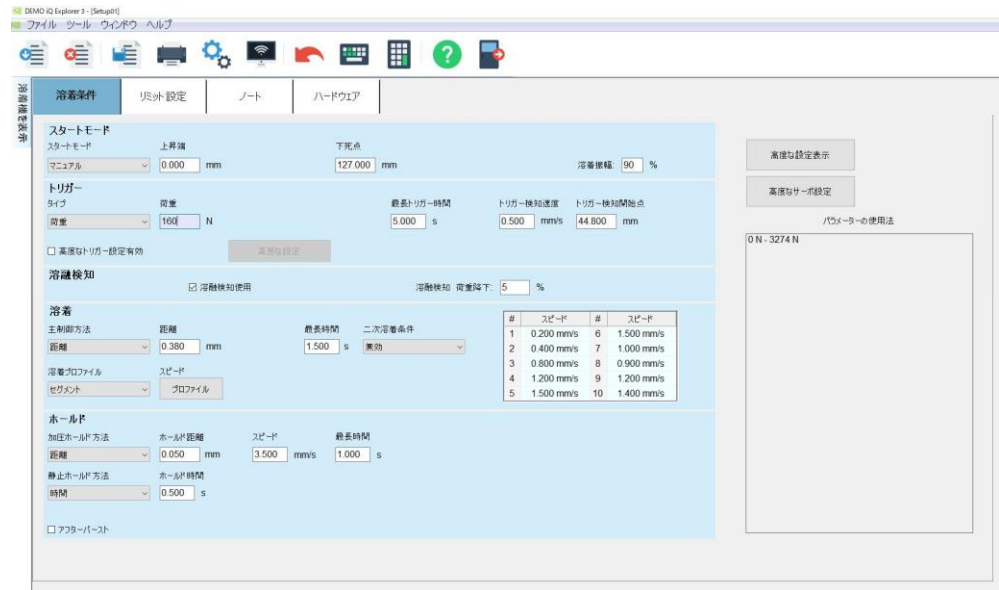 DEMO iQ Explorer 3 - [Setup01]
ファイル ツール ウィンドウ ヘルプ
溶着機を表示
溶着条件 リミット設定 ノート ハードウェア
スタートモード
スタートモード 上昇端 下死点
マニュアル 0.000 mm 127.000 mm 溶着振幅: 90 %
トリガー
タイプ 荷重 最長トリガー時間 トリガー検知速度 トリガー検知開始点
荷重 160 N 5.000 s 0.500 mm/s 44.800 mm
高度なトリガー設定有効 高度な設定
溶融検知
溶融検知使用 溶融検知 荷重降下: 5 %
溶着
主制御方法 距離 最長時間 二次溶着条件
距離 0.380 mm 1.500 s 無効
溶着プロファイル スピード
セグメント プロファイル
# スピード # スピード
1 0.200 mm/s 6 1.500 mm/s
2 0.400 mm/s 7 1.000 mm/s
3 0.800 mm/s 8 0.900 mm/s
4 1.200 mm/s 9 1.200 mm/s
5 1.500 mm/s 10 1.400 mm/s
ホールド
加圧ホールド方法 ホールド距離 スピード 最長時間
距離 0.050 mm 3.500 mm/s 1.000 s
静止ホールド方法 ホールド時間
時間 0.500 s
アフターバースト
高度な設定表示
高度なサーボ設定
パラメーターの使用法
0 N - 3274 N